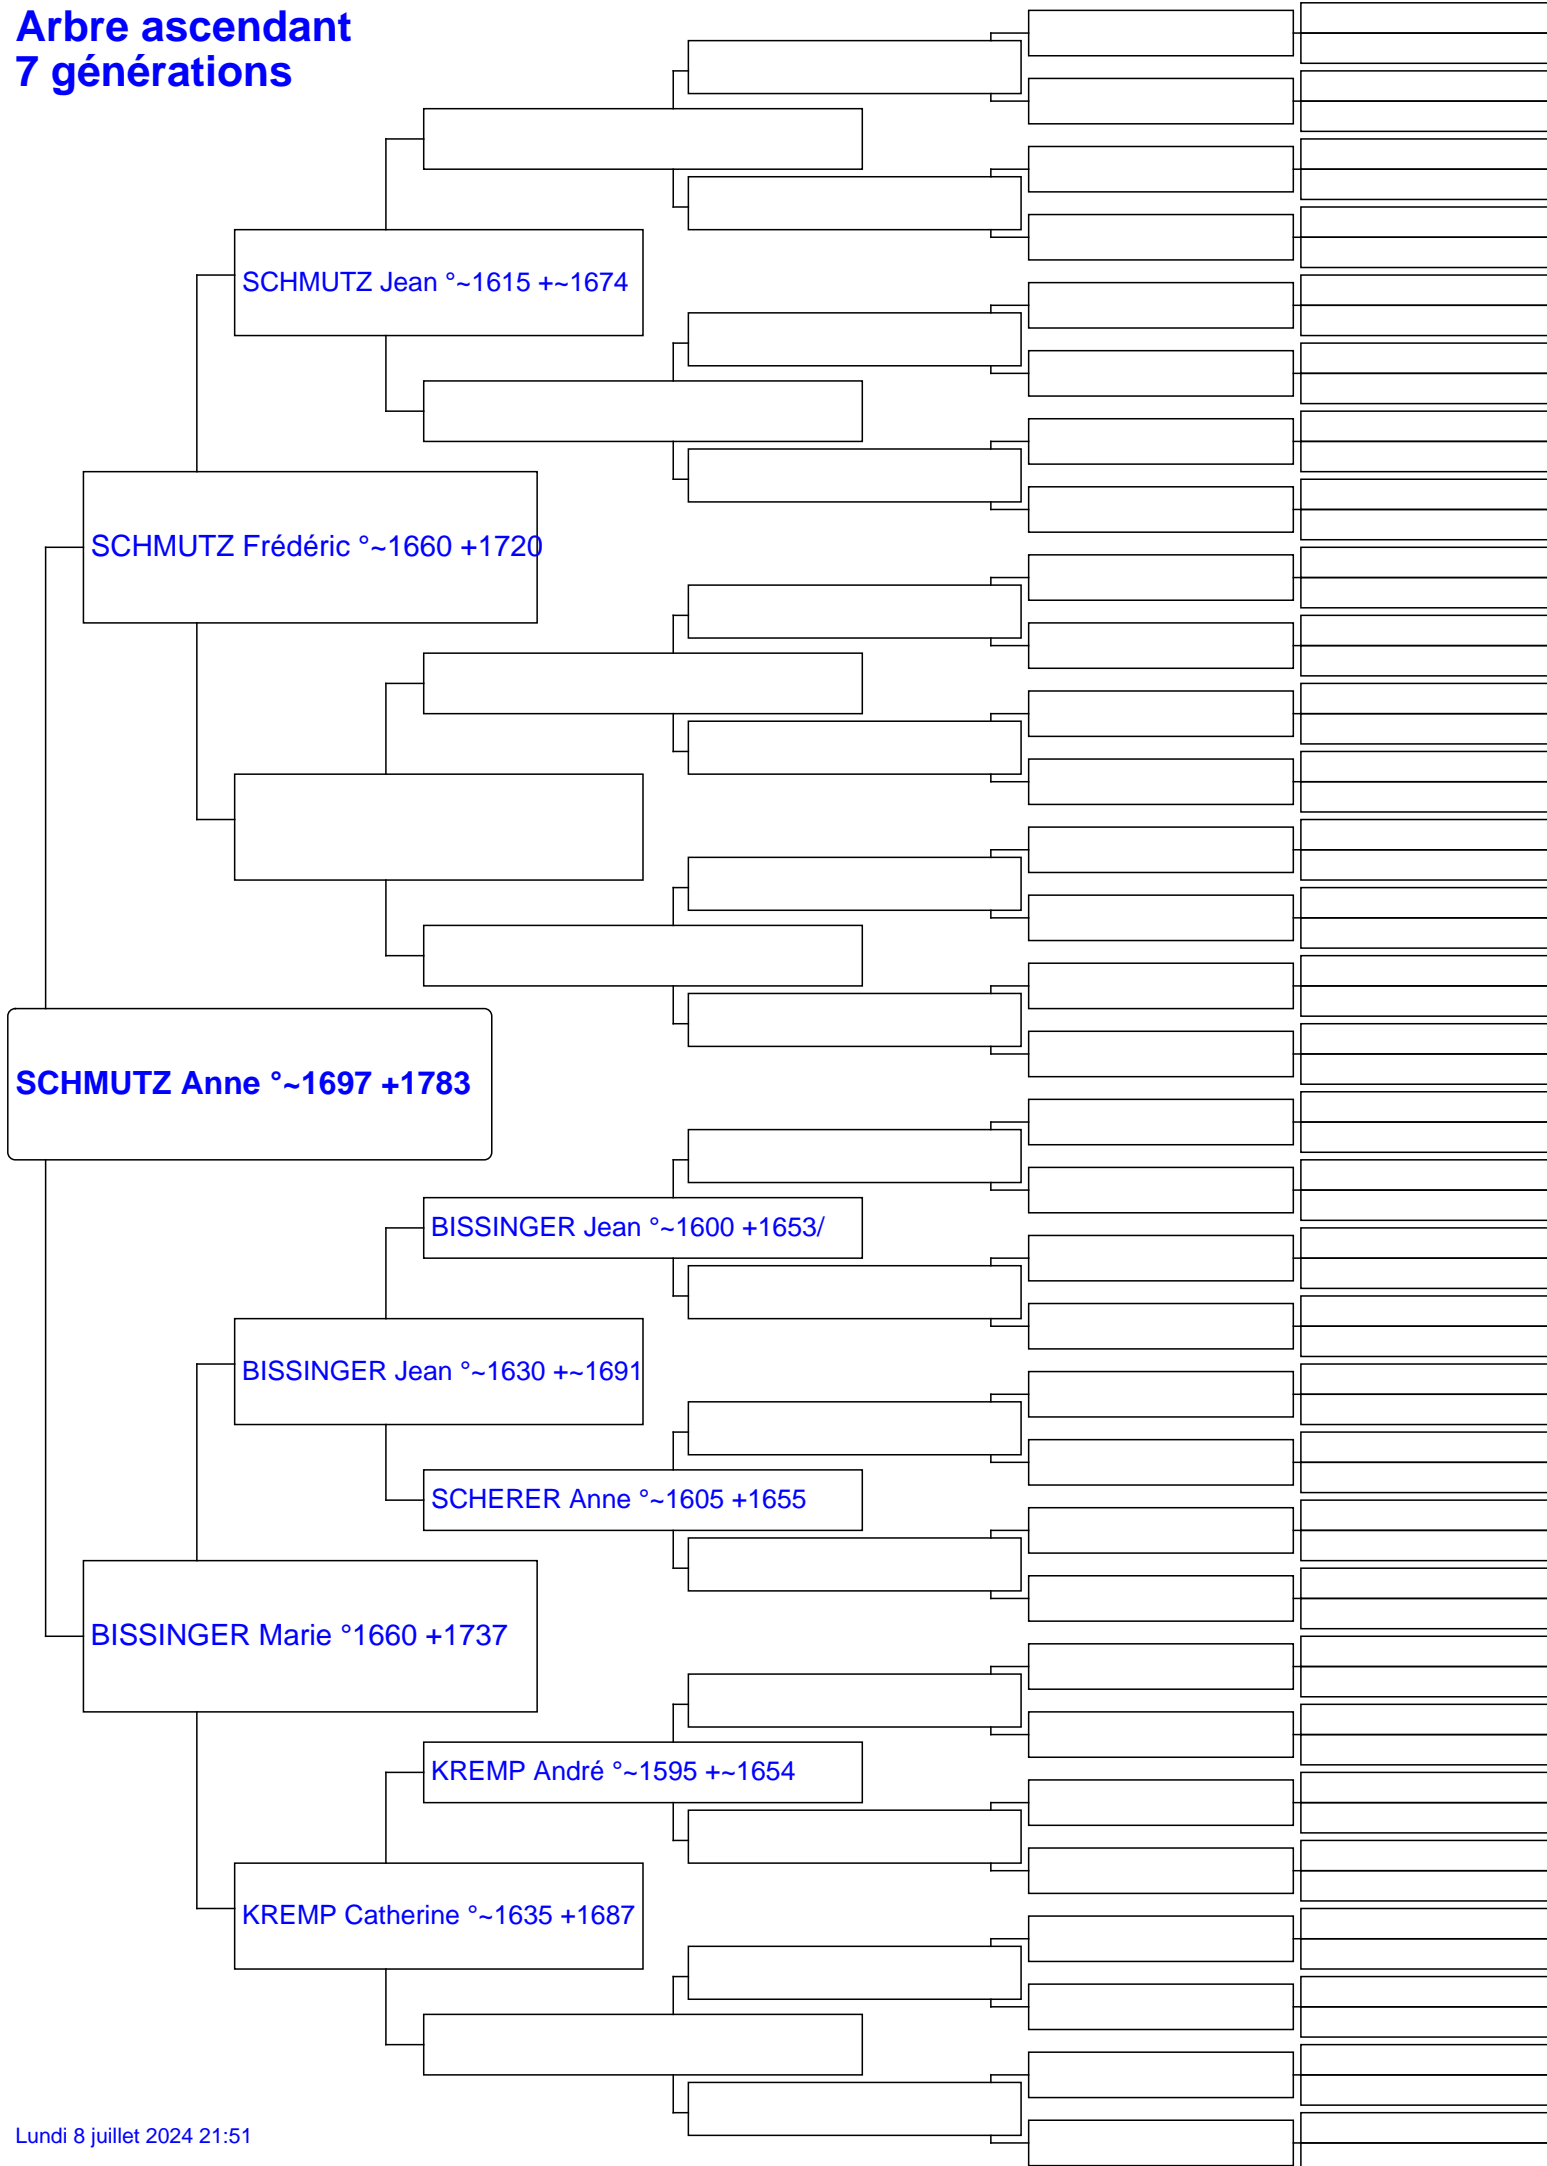 Arbre ascendant
7 générations
SCHMUTZ Jean °~1615 +~1674
SCHMUTZ Frédéric °~1660 +1720
SCHMUTZ Anne °~1697 +1783
BISSINGER Jean °~1600 +1653/
BISSINGER Jean °~1630 +~1691
SCHERER Anne °~1605 +1655
BISSINGER Marie °1660 +1737
KREMP André °~1595 +~1654
KREMP Catherine °~1635 +1687
Lundi 8 juillet 2024 21:51